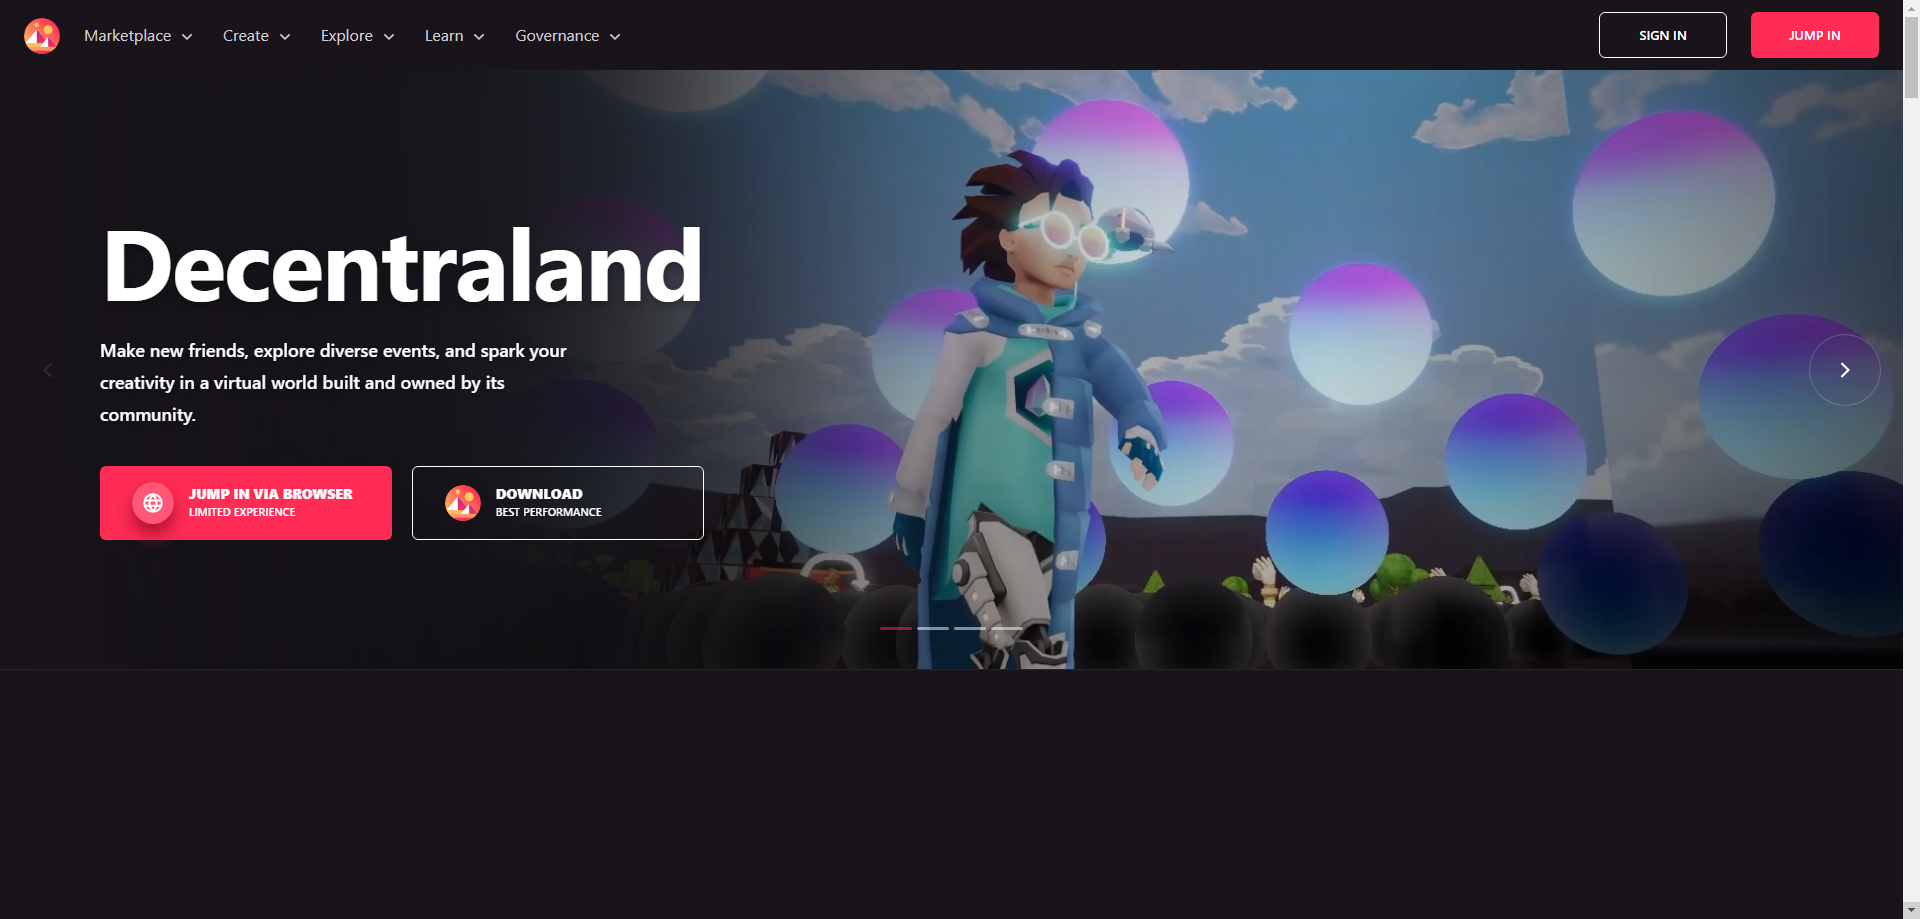 Marketplace
Create
Explore
Learn
Governance
SIGN IN
JUMP IN
Decentraland
Make new friends, explore diverse events, and spark your
creativity in a virtual world built and owned by its
community.
JUMP IN VIA BROWSER
LIMITED EXPERIENCE
DOWNLOAD
BEST PERFORMANCE